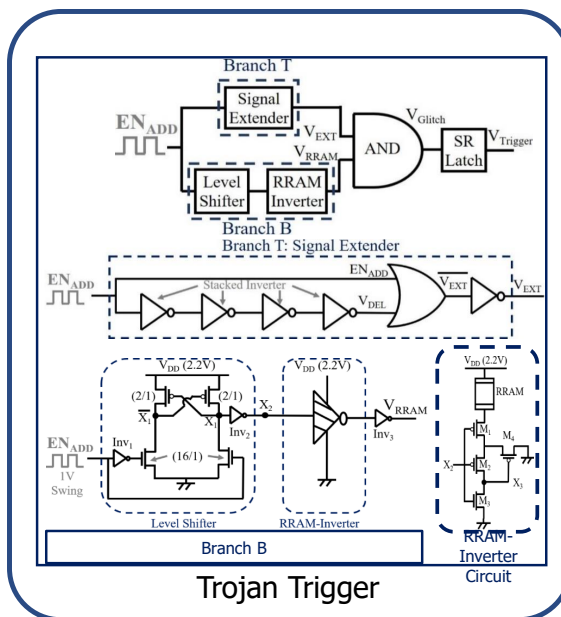 Branch T
Signal
Extender
EN_ADD
V_EXT
V_RRAM
AND
V_Glitch
SR
Latch
V_Trigger
Level
Shifter
RRAM
Inverter
Branch B
Branch T: Signal Extender
EN_ADD
Stacked Inverter
EN_ADD
V_DEL
V̅_E̅X̅T̅
V_EXT
V_DD (2.2V)
(2/1)
(2/1)
X̅_1
X_1
Inv_2
X_2
EN_ADD
1V
Swing
Inv_1
(16/1)
Level Shifter
V_DD (2.2V)
Inv_3
V_RRAM
RRAM-Inverter
V_DD (2.2V)
RRAM
M_1
M_4
X_2
M_2
X_3
M_3
RRAM-
Inverter
Circuit
Branch B
Trojan Trigger